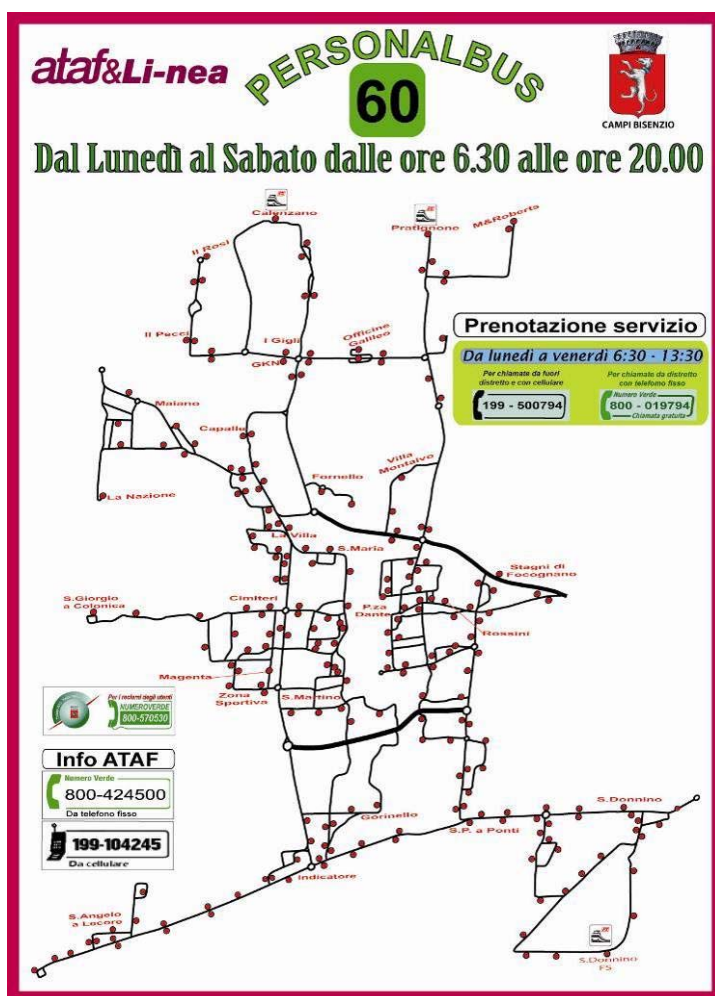 ataf&Li-nea
PERSONALBUS
60
CAMPI BISENZIO
Dal Lunedì al Sabato dalle ore 6.30 alle ore 20.00
Calenzano
Pratignone
M&Roberta
Il Rosi
Il Pecci
I Gigli
GKN
Officine
Galileo
Prenotazione servizio
Da lunedì a venerdì 6:30 - 13:30
Per chiamate da fuori
distretto e con cellulare
199 - 500794
Per chiamate da distretto
con telefono fisso
Numero Verde
800 - 019794
Chiamata gratuita
Maiano
Capalle
Fornello
Villa
Montalvo
La Nazione
La Villa
S.Maria
Stagni di
Focognano
S.Giorgio
a Colonica
Cimiteri
P.za
Dante
Rossini
Magenta
Zona
Sportiva
S.Martino
Per i reclami degli utenti
NUMEROVERDE
800-570530
Info ATAF
Numero Verde
800-424500
Da telefono fisso
199-104245
Da cellulare
Gorinello
S.P. a Ponti
S.Donnino
Indicatore
S.Angelo
a Lecore
S.Donnino
FS